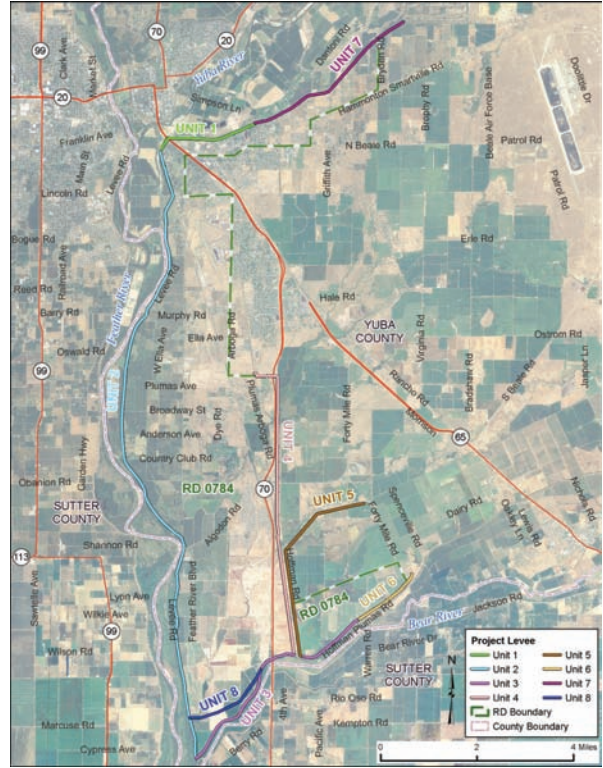 99
70
20
Clark Ave
Market St
20
Yuba River
Simpson Ln
Dantoni Rd
UNIT 7
Bryden Rd
Hammonton Smartville Rd
Brophy Rd
Beale Air Force Base
Doolittle Dr
20
Franklin Ave
Main St
Levee Rd
UNIT 1
N Beale Rd
Griffith Ave
Patrol Rd
Patrol Rd
Lincoln Rd
Bogue Rd
Railroad Ave
Erle Rd
Reed Rd
Barry Rd
Feather River
Levee Rd
Murphy Rd
Hale Rd
YUBA
COUNTY
Oswald Rd
W Ella Ave
Ella Ave
Arboga Rd
Virginia Rd
Ostrom Rd
Jasper Ln
99
UNIT 2
Plumas Ave
Broadway St
Anderson Ave
Country Club Rd
Dye Rd
Plumas Arboga Rd
UNIT 4
Forty Mile Rd
Rancho Rd
Morrison
Bradshaw Rd
S Beale Rd
65
Obanion Rd
Garden Hwy
RD 0784
70
UNIT 5
Spenceville Rd
Forty Mile Rd
Dairy Rd
Oakley Ln
Lewis Rd
Nichols Rd
SUTTER
COUNTY
Shannon Rd
Algodon Rd
113
Hoffman Rd
RD 0784
UNIT 6
Sawtelle Ave
Lynn Ave
Wilkie Ave
99
Levee Rd
Feather River Blvd
Hoffman Plumas Rd
Bear River
Jackson Rd
Wilson Rd
Warren Rd
Bear River Dr
SUTTER
COUNTY
UNIT 8
UNIT 3
4th Ave
Rio Oso Rd
Kempton Rd
Pacific Ave
Marcuse Rd
Cypress Ave
Berry Rd
Project Levee
Unit 1
Unit 2
Unit 3
Unit 4
Unit 5
Unit 6
Unit 7
Unit 8
RD Boundary
County Boundary
N
0 2 4 Miles